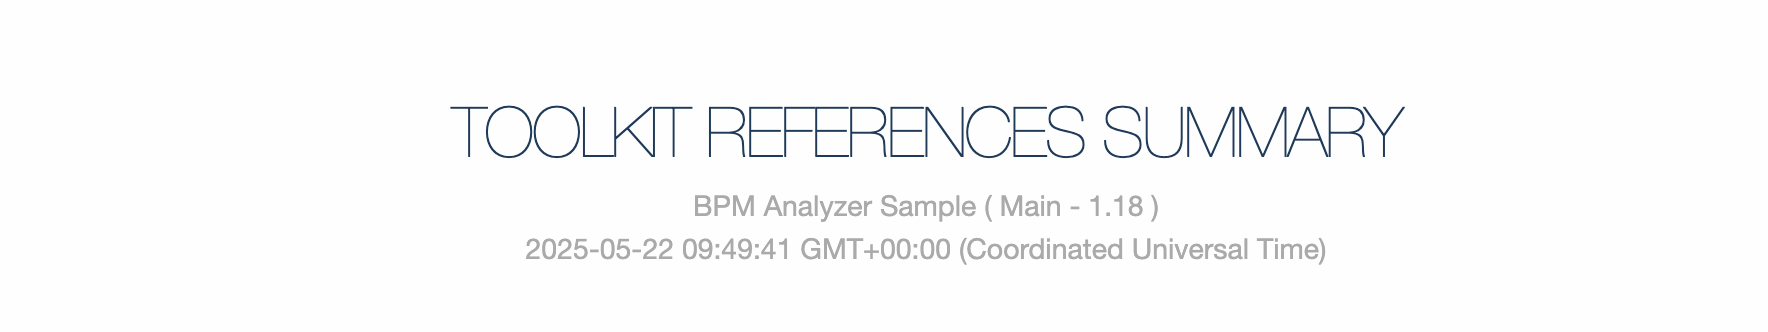 TOOLKIT REFERENCES SUMMARY
BPM Analyzer Sample ( Main - 1.18 )
2025-05-22 09:49:41 GMT+00:00 (Coordinated Universal Time)